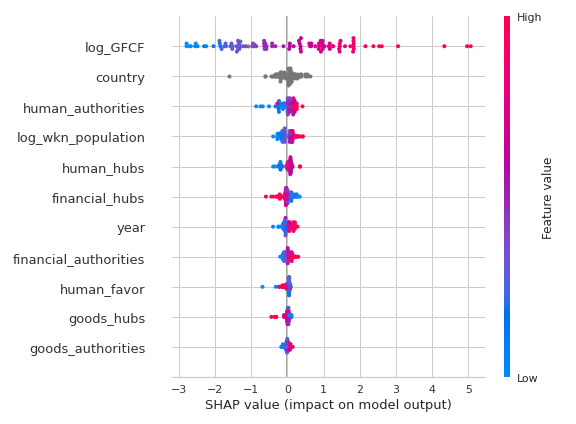 High
log_GFCF
country
human_authorities
log_wkn_population
human_hubs
financial_hubs
year
financial_authorities
human_favor
goods_hubs
goods_authorities
Feature value
Low
−3 −2 −1 0 1 2 3 4 5
SHAP value (impact on model output)